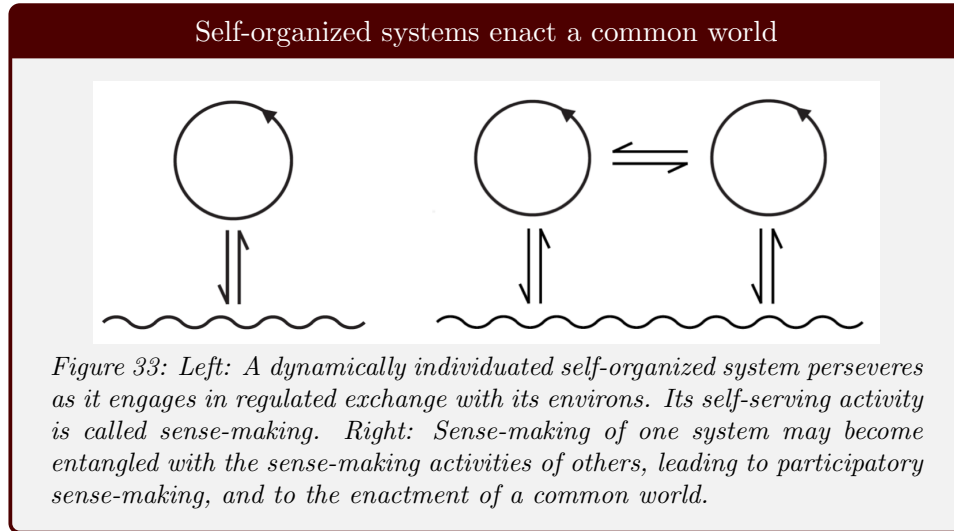 Self-organized systems enact a common world
Figure 33: Left: A dynamically individuated self-organized system perseveres
as it engages in regulated exchange with its environs. Its self-serving activity
is called sense-making. Right: Sense-making of one system may become
entangled with the sense-making activities of others, leading to participatory
sense-making, and to the enactment of a common world.